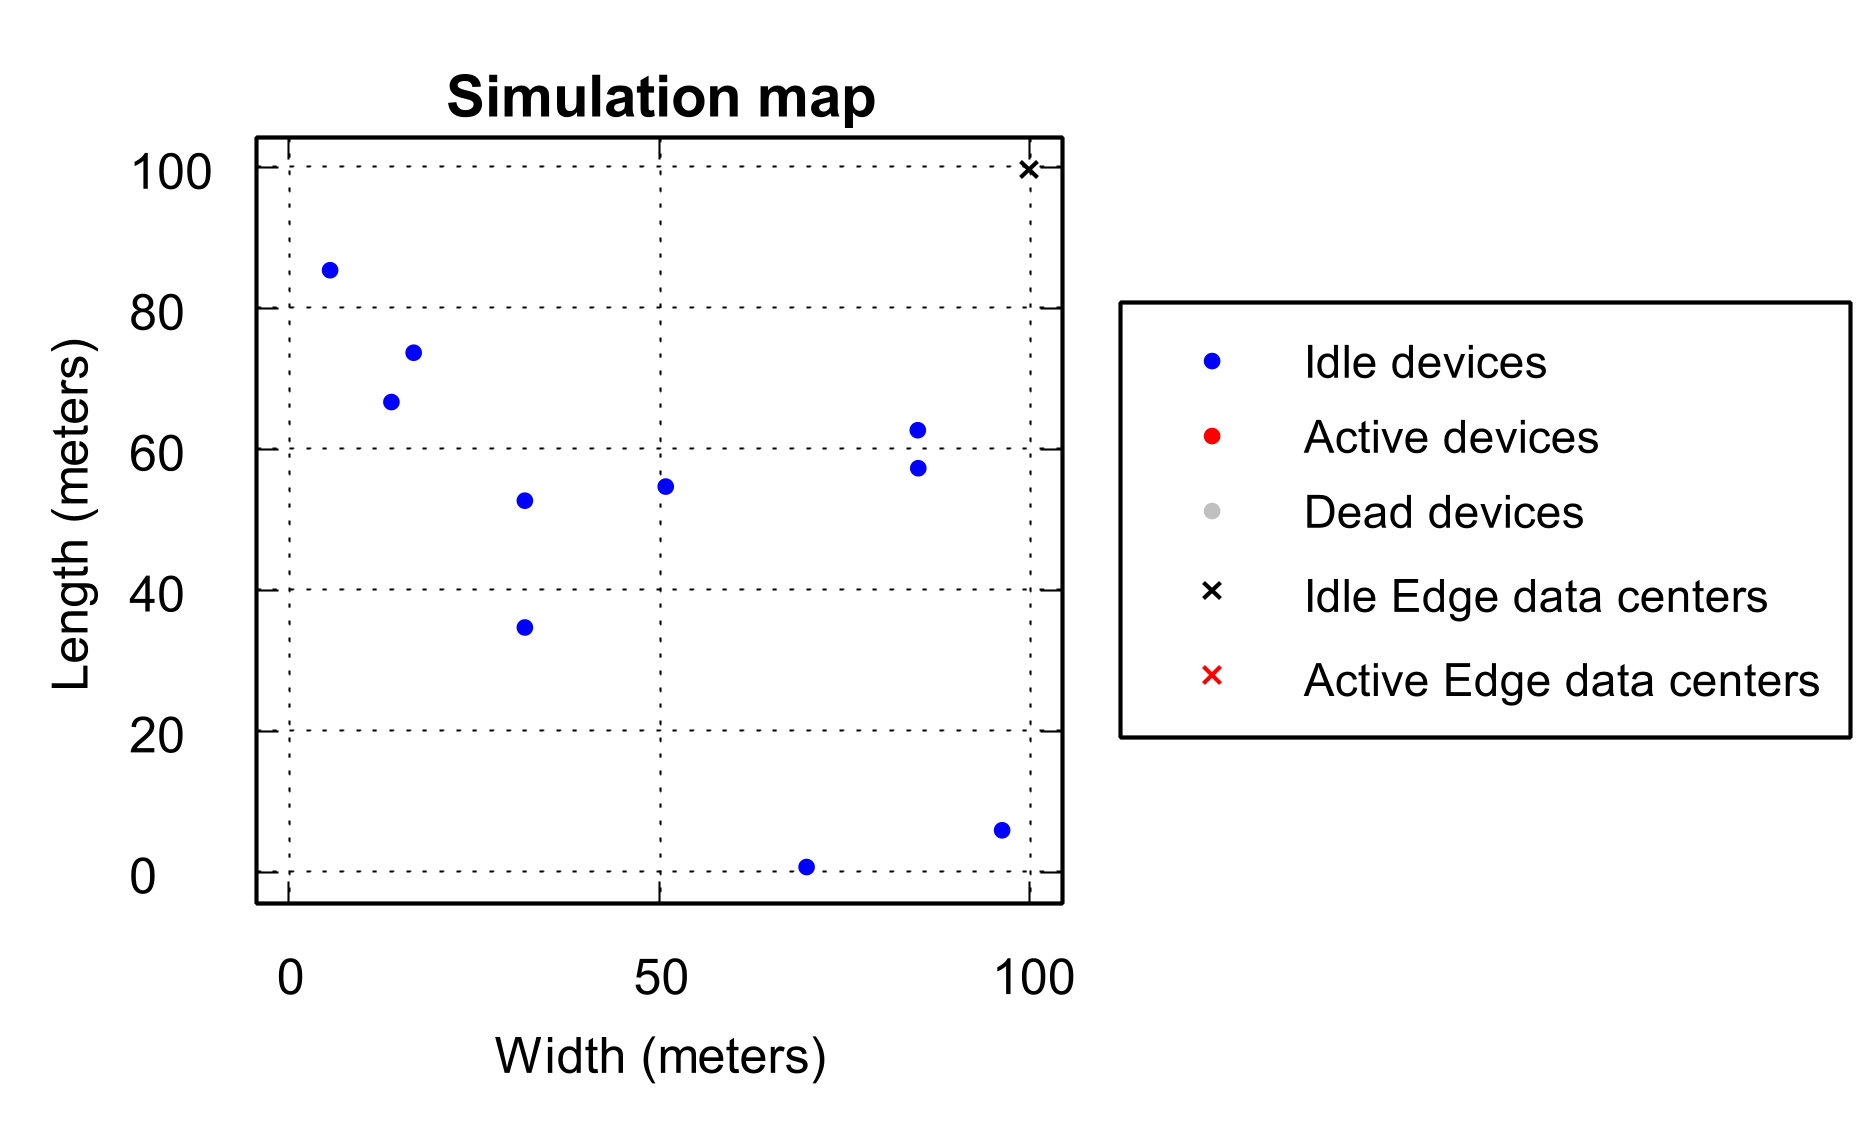 Simulation map
100
80
60
40
20
0
Length (meters)
0 50 100
Width (meters)
Idle devices
Active devices
Dead devices
Idle Edge data centers
Active Edge data centers